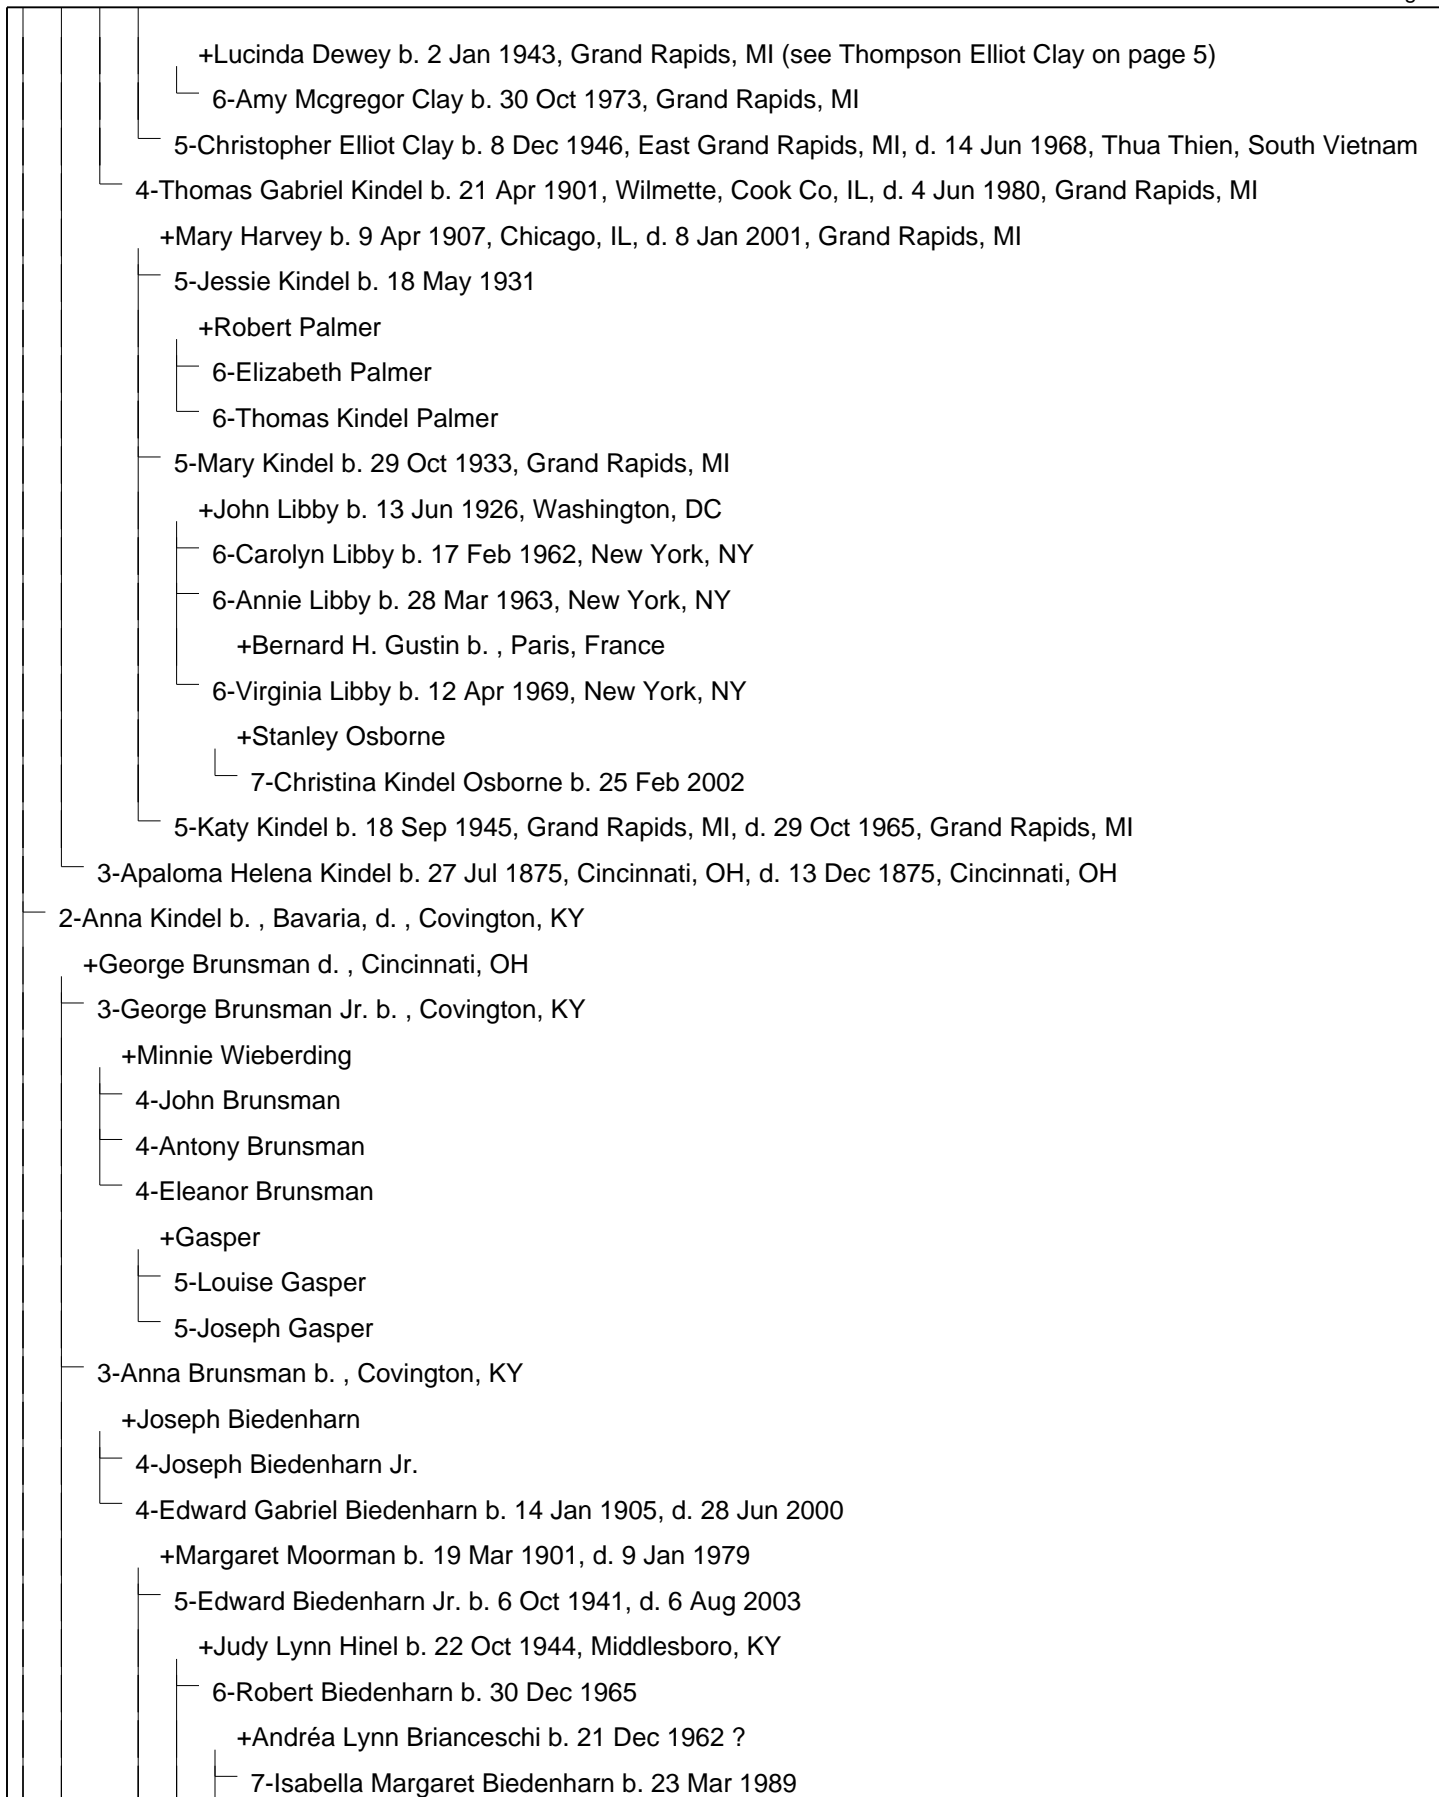 +Lucinda Dewey b. 2 Jan 1943, Grand Rapids, MI (see Thompson Elliot Clay on page 5)
6-Amy Mcgregor Clay b. 30 Oct 1973, Grand Rapids, MI
5-Christopher Elliot Clay b. 8 Dec 1946, East Grand Rapids, MI, d. 14 Jun 1968, Thua Thien, South Vietnam
4-Thomas Gabriel Kindel b. 21 Apr 1901, Wilmette, Cook Co, IL, d. 4 Jun 1980, Grand Rapids, MI
+Mary Harvey b. 9 Apr 1907, Chicago, IL, d. 8 Jan 2001, Grand Rapids, MI
5-Jessie Kindel b. 18 May 1931
+Robert Palmer
6-Elizabeth Palmer
6-Thomas Kindel Palmer
5-Mary Kindel b. 29 Oct 1933, Grand Rapids, MI
+John Libby b. 13 Jun 1926, Washington, DC
6-Carolyn Libby b. 17 Feb 1962, New York, NY
6-Annie Libby b. 28 Mar 1963, New York, NY
+Bernard H. Gustin b. , Paris, France
6-Virginia Libby b. 12 Apr 1969, New York, NY
+Stanley Osborne
7-Christina Kindel Osborne b. 25 Feb 2002
5-Katy Kindel b. 18 Sep 1945, Grand Rapids, MI, d. 29 Oct 1965, Grand Rapids, MI
3-Apaloma Helena Kindel b. 27 Jul 1875, Cincinnati, OH, d. 13 Dec 1875, Cincinnati, OH
2-Anna Kindel b. , Bavaria, d. , Covington, KY
+George Brunsman d. , Cincinnati, OH
3-George Brunsman Jr. b. , Covington, KY
+Minnie Wieberding
4-John Brunsman
4-Antony Brunsman
4-Eleanor Brunsman
+Gasper
5-Louise Gasper
5-Joseph Gasper
3-Anna Brunsman b. , Covington, KY
+Joseph Biedenharn
4-Joseph Biedenharn Jr.
4-Edward Gabriel Biedenharn b. 14 Jan 1905, d. 28 Jun 2000
+Margaret Moorman b. 19 Mar 1901, d. 9 Jan 1979
5-Edward Biedenharn Jr. b. 6 Oct 1941, d. 6 Aug 2003
+Judy Lynn Hinel b. 22 Oct 1944, Middlesboro, KY
6-Robert Biedenharn b. 30 Dec 1965
+Andréa Lynn Brianceschi b. 21 Dec 1962 ?
7-Isabella Margaret Biedenharn b. 23 Mar 1989